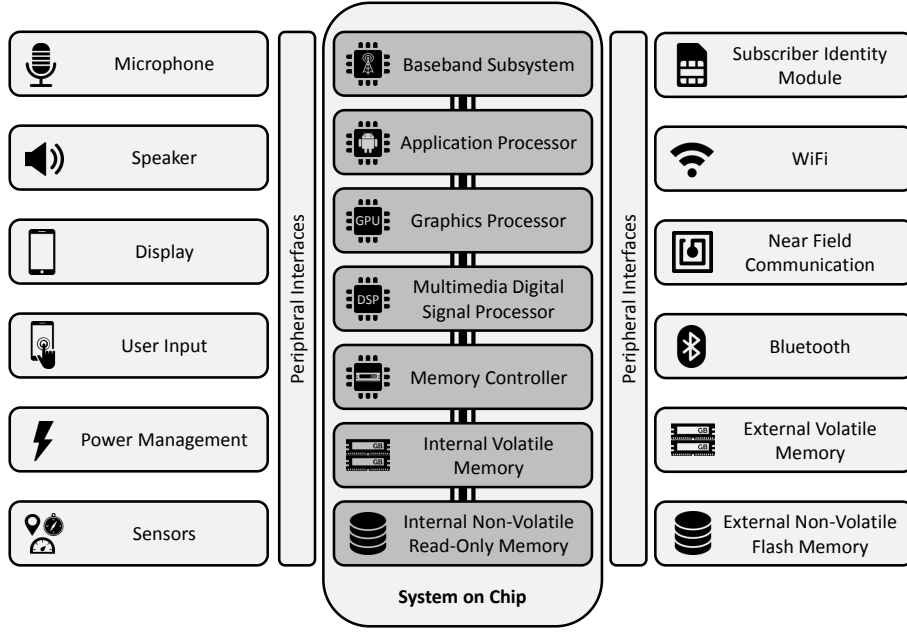 Microphone
Speaker
Display
User Input
Power Management
Sensors
Peripheral Interfaces
Baseband Subsystem
Application Processor
GPU
Graphics Processor
DSP
Multimedia Digital
Signal Processor
Memory Controller
GB
GB
Internal Volatile
Memory
Internal Non-Volatile
Read-Only Memory
System on Chip
Peripheral Interfaces
Subscriber Identity
Module
WiFi
Near Field
Communication
Bluetooth
GB
GB
External Volatile
Memory
External Non-Volatile
Flash Memory